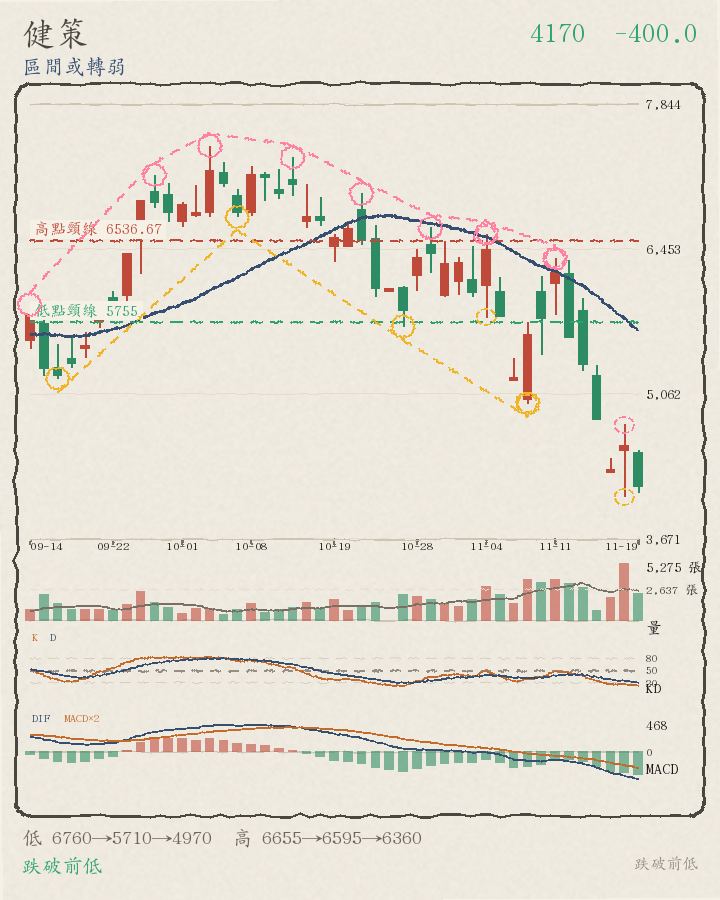 健策 4170 -400.0
區間或轉弱
7,844
高點頸線 6536.67
6,453
低點頸線 5755
5,062
3,671
09-14 09-22 10-01 10-08 10-19 10-28 11-04 11-11 11-19
5,275 張
2,637 張
量
K D
80
50
20
KD
DIF MACD×2
468
0
MACD
低 6760→5710→4970 高 6655→6595→6360
跌破前低 跌破前低